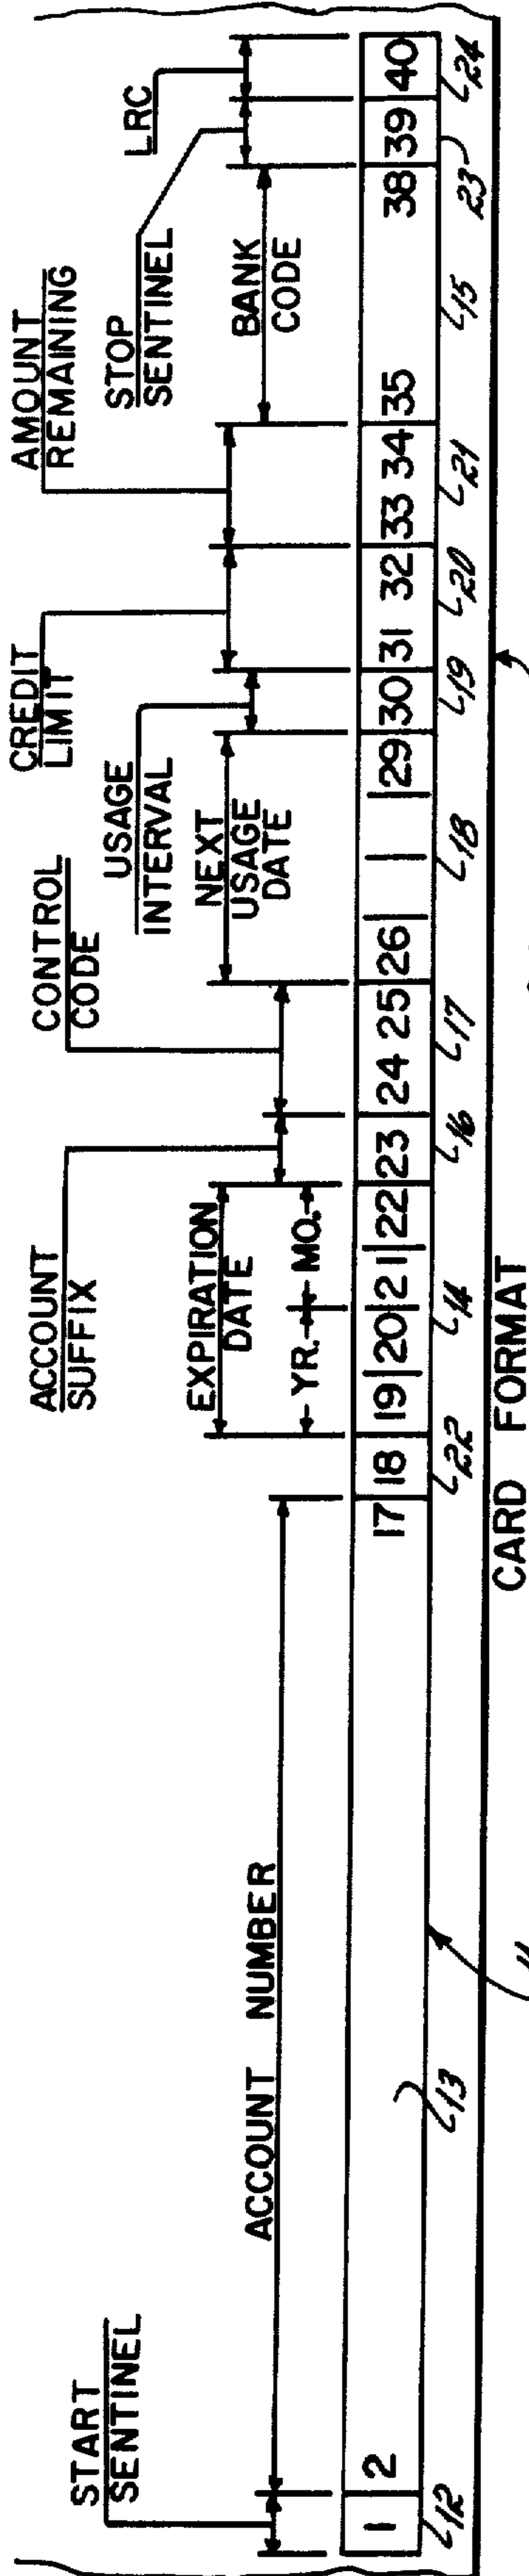 START
SENTINEL
ACCOUNT NUMBER
ACCOUNT
SUFFIX
EXPIRATION
DATE
YR. MO.
CONTROL
CODE
NEXT
USAGE
DATE
USAGE
INTERVAL
CREDIT
LIMIT
AMOUNT
REMAINING
BANK
CODE
STOP
SENTINEL
LRC
1 2 17 18 19 20 21 22 23 24 25 26 29 30 31 32 33 34 35 38 39 40
12 13 22 14 16 17 18 19 20 21 15 23 24
11
CARD FORMAT